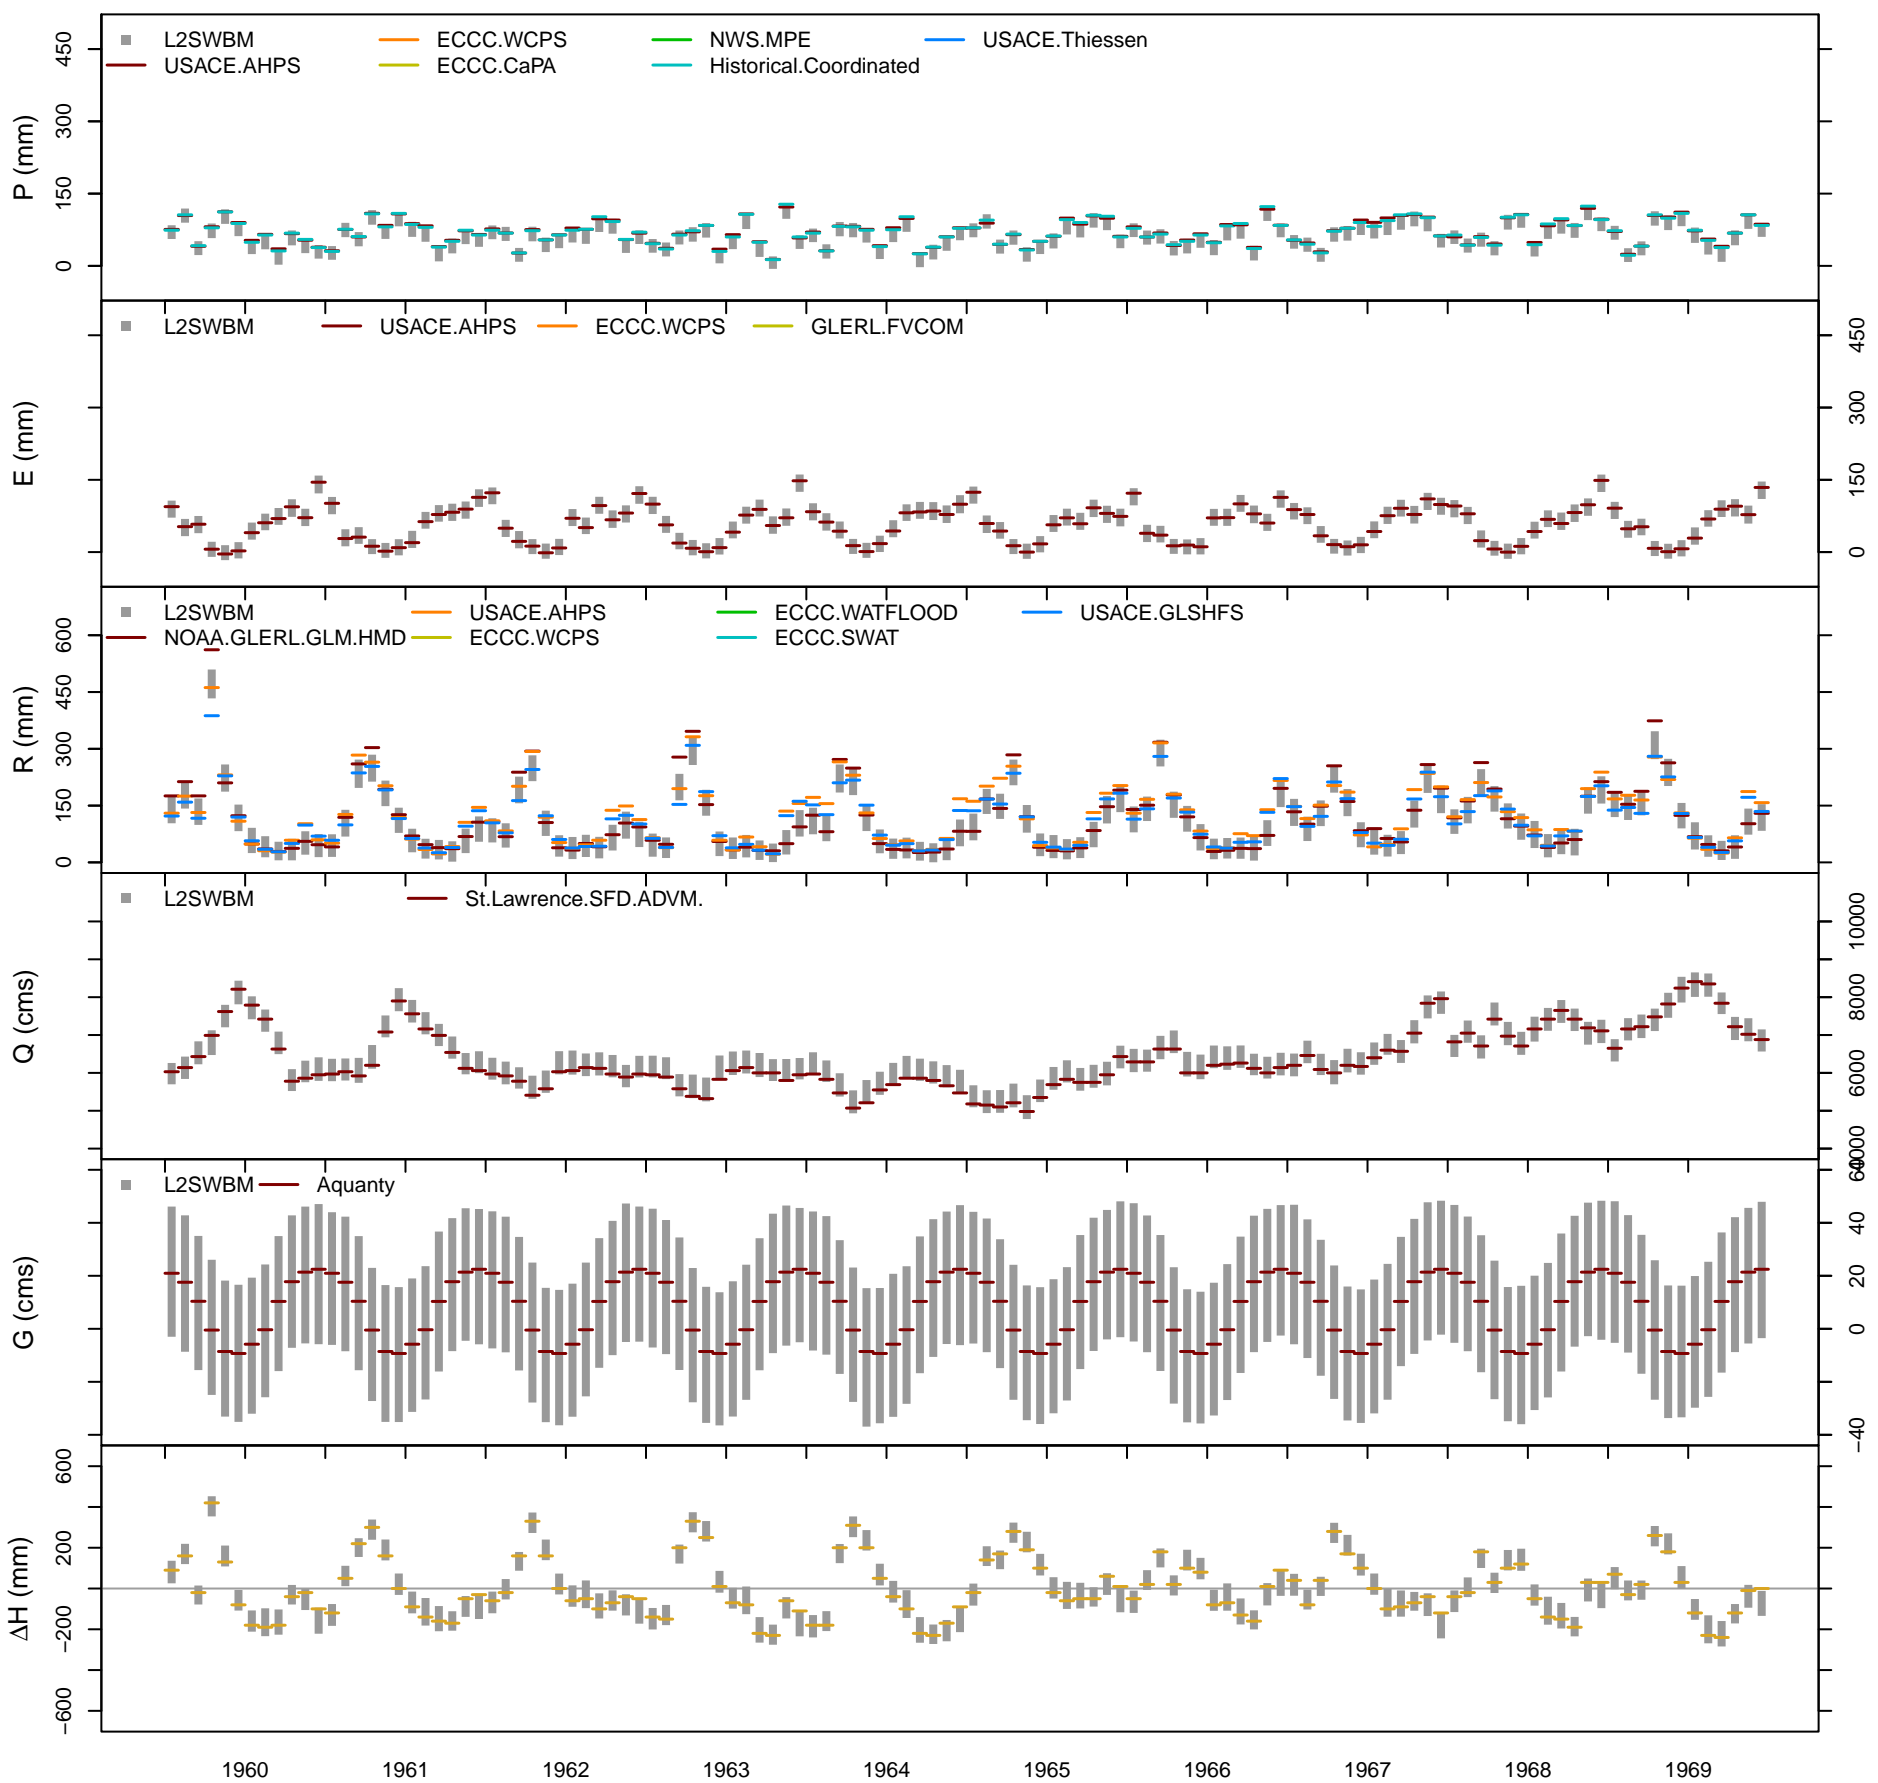 L2SWBM ECCC.WCPS NWS.MPE USACE.Thiessen
USACE.AHPS ECCC.CaPA Historical.Coordinated
P (mm)
450
300
150
0
L2SWBM USACE.AHPS ECCC.WCPS GLERL.FVCOM
E (mm)
450
300
150
0
L2SWBM USACE.AHPS ECCC.WATFLOOD USACE.GLSHFS
NOAA.GLERL.GLM.HMD ECCC.WCPS ECCC.SWAT
R (mm)
600
450
300
150
0
L2SWBM St.Lawrence.SFD.ADVM.
Q (cms)
10000
8000
6000
4000
L2SWBM Aquanty
G (cms)
60
40
20
0
−40
ΔH (mm)
600
200
−200
−600
1960 1961 1962 1963 1964 1965 1966 1967 1968 1969